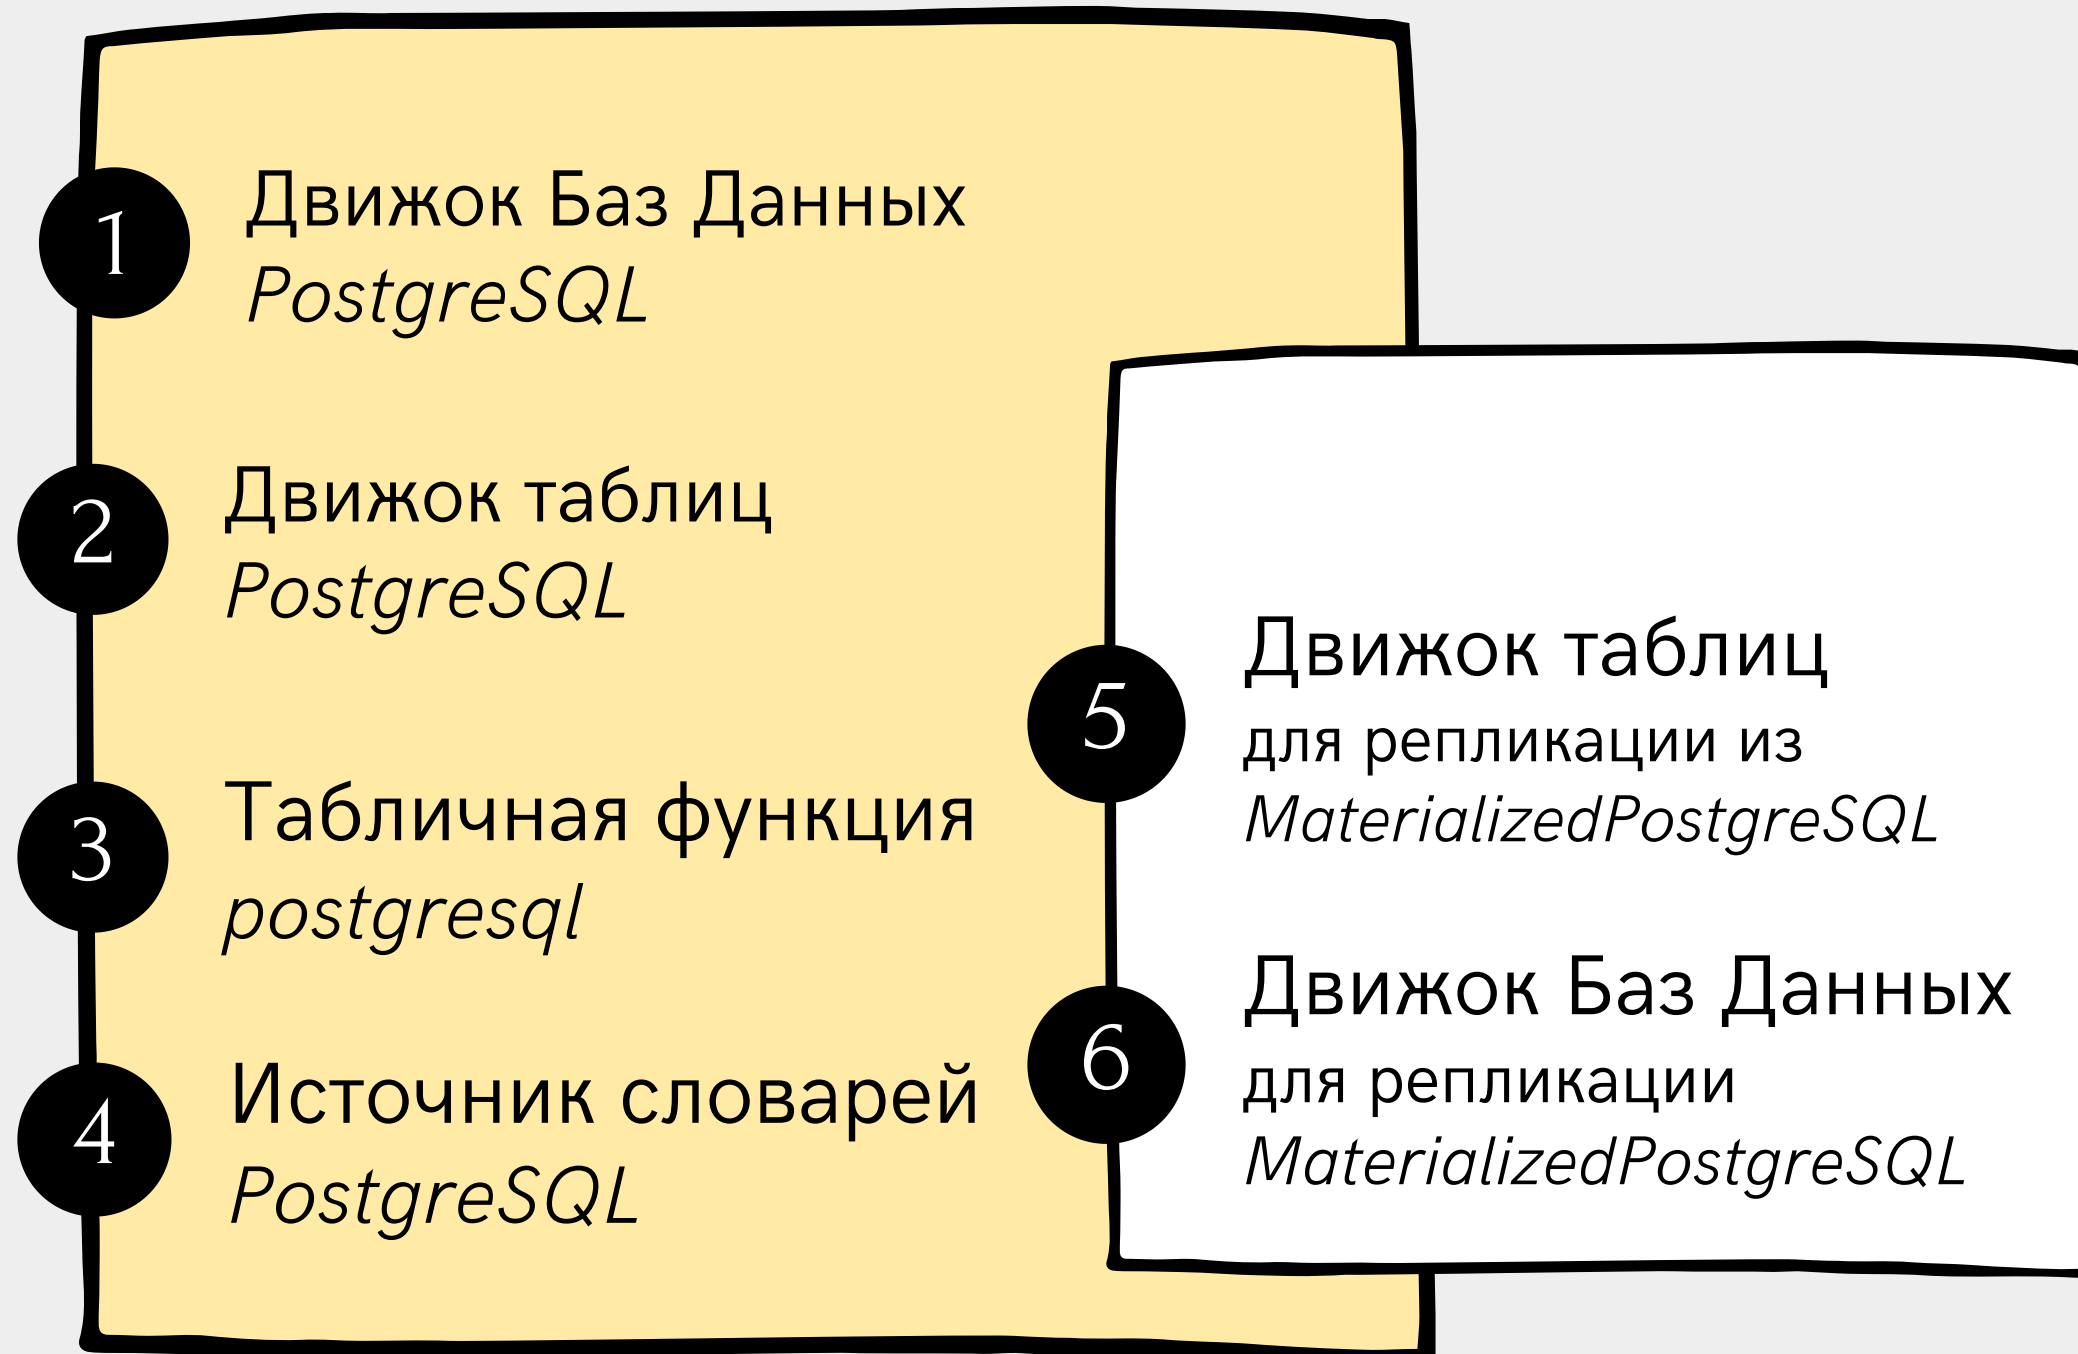 1
Движок Баз Данных
PostgreSQL
2
Движок таблиц
PostgreSQL
3
Табличная функция
postgresql
4
Источник словарей
PostgreSQL
5
Движок таблиц
для репликации из
MaterializedPostgreSQL
6
Движок Баз Данных
для репликации
MaterializedPostgreSQL